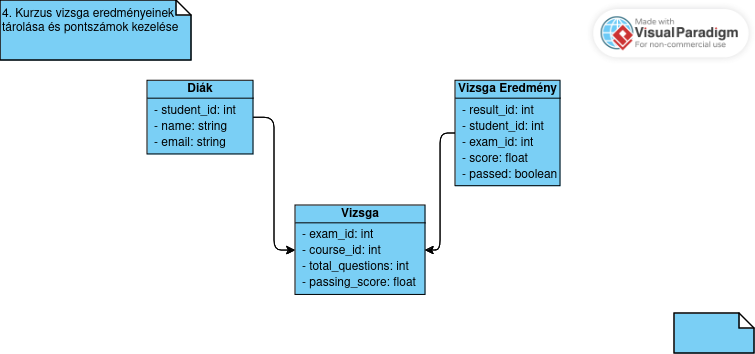 4. Kurzus vizsga eredményeinek
tárolása és pontszámok kezelése
Made with
VisualParadigm
For non-commercial use
Diák
- student_id: int
- name: string
- email: string
Vizsga Eredmény
- result_id: int
- student_id: int
- exam_id: int
- score: float
- passed: boolean
Vizsga
- exam_id: int
- course_id: int
- total_questions: int
- passing_score: float